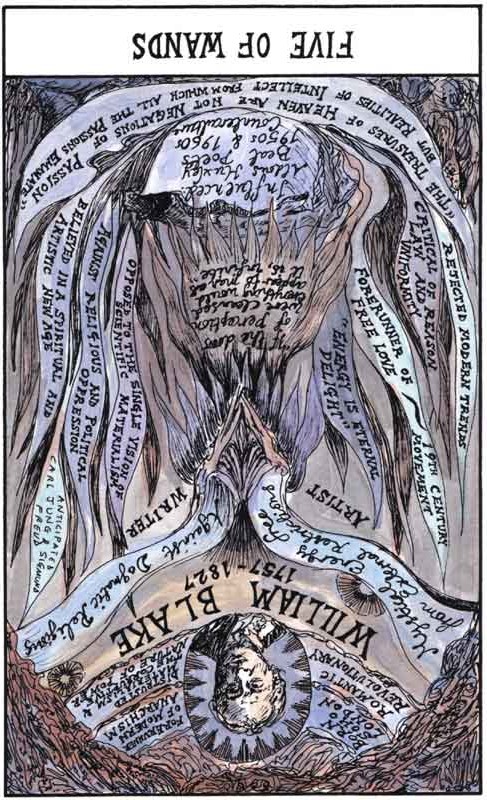 BORN IN
LONDON
ROMANTIC
REVOLUTIONARY
FORERUNNER
OF MODERN
ANARCHISM
WILLIAM BLAKE
1757-1827
Mystical Energy Free
from External Restrictions
Against Dogmatic Religions
ARTIST
WRITER
ANTICIPATED
CARL JUNG & SIGMUND
FREUD
"ENERGY IS ETERNAL
DELIGHT"
FORERUNNER OF 19TH CENTURY
FREE LOVE MOVEMENT
CRITICAL OF REASON
LAW AND
UNIFORMITY
REJECTED MODERN TRENDS
"If the doors
of perception
were cleansed
everything would
appear to man as
it is, infinite"
OPPOSED TO THE SINGLE VISION OF
SCIENTIFIC MATERIALISM
AGAINST RELIGIOUS AND POLITICAL
OPPRESSION
BELIEVED IN A SPIRITUAL AND
ARTISTIC NEW AGE
Influenced
Aldous Huxley
Beat Poets
1950s & 1960s
Counterculture
"THE TREASURES OF HEAVEN ARE NOT NEGATIONS OF PASSION
BUT REALITIES OF INTELLECT FROM WHICH ALL THE PASSIONS EMANATE"
FIVE OF WANDS